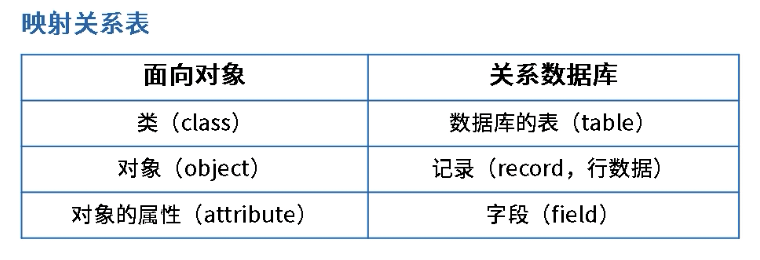 映射关系表
面向对象 关系数据库
类（class） 数据库的表（table）
对象（object） 记录（record，行数据）
对象的属性（attribute） 字段（field）